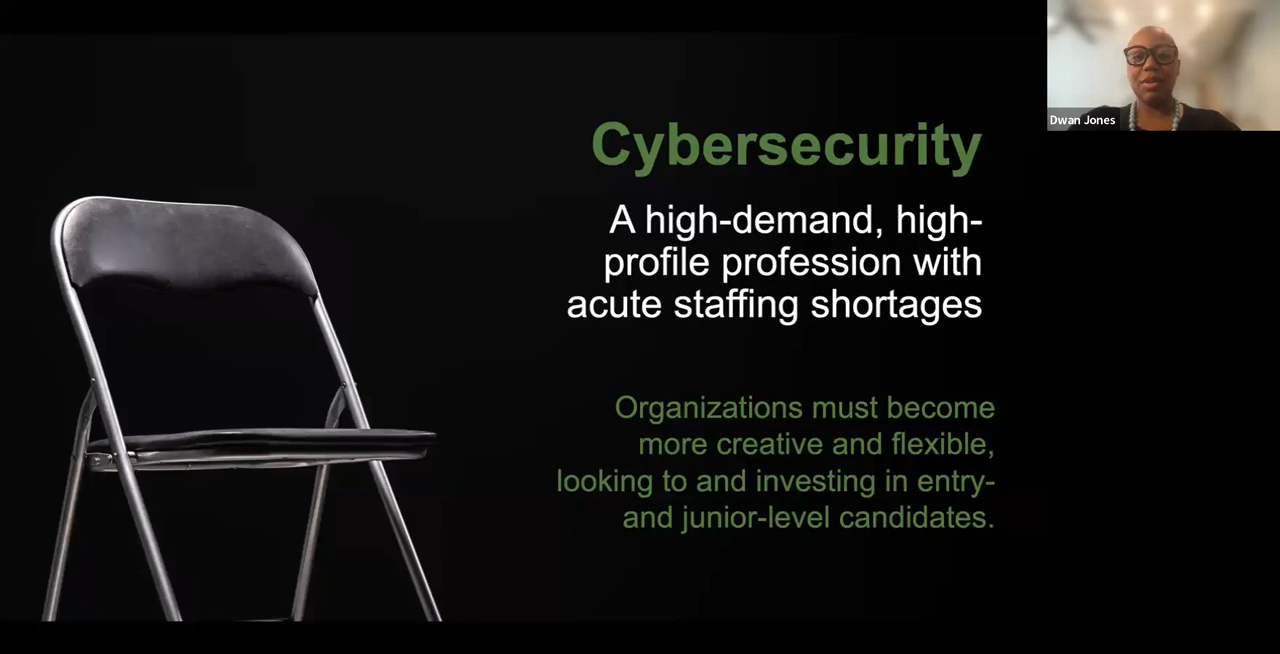 Cybersecurity
A high-demand, high-
profile profession with
acute staffing shortages
Organizations must become
more creative and flexible,
looking to and investing in entry-
and junior-level candidates.
Dwan Jones